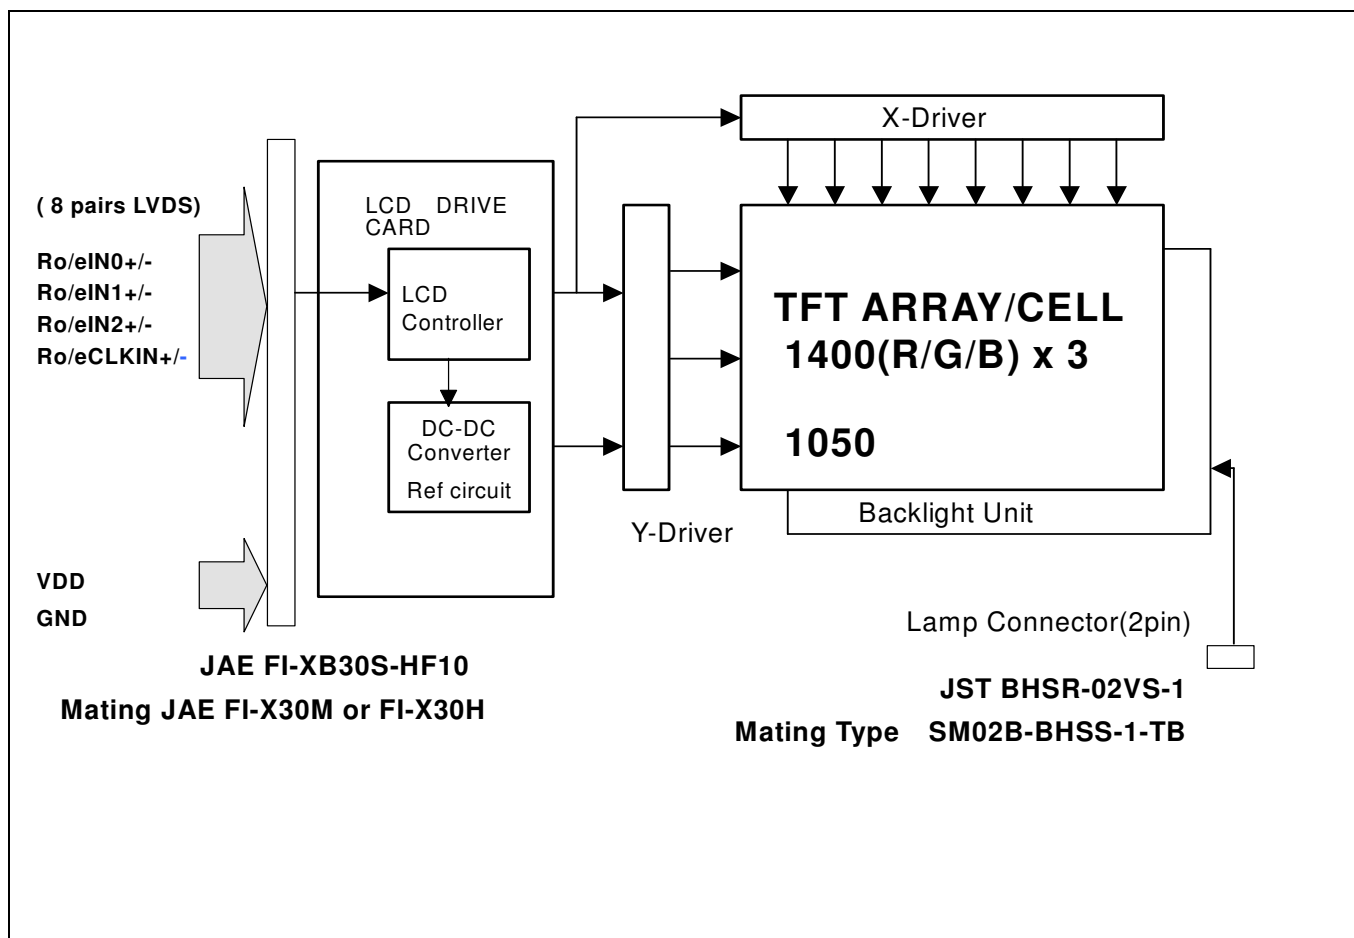 ( 8 pairs LVDS)
Ro/eIN0+/-
Ro/eIN1+/-
Ro/eIN2+/-
Ro/eCLKIN+/-
VDD
GND
JAE FI-XB30S-HF10
Mating JAE FI-X30M or FI-X30H
LCD DRIVE
CARD
LCD
Controller
DC-DC
Converter
Ref circuit
Y-Driver
X-Driver
TFT ARRAY/CELL
1400(R/G/B) x 3
1050
Backlight Unit
Lamp Connector(2pin)
JST BHSR-02VS-1
Mating Type SM02B-BHSS-1-TB